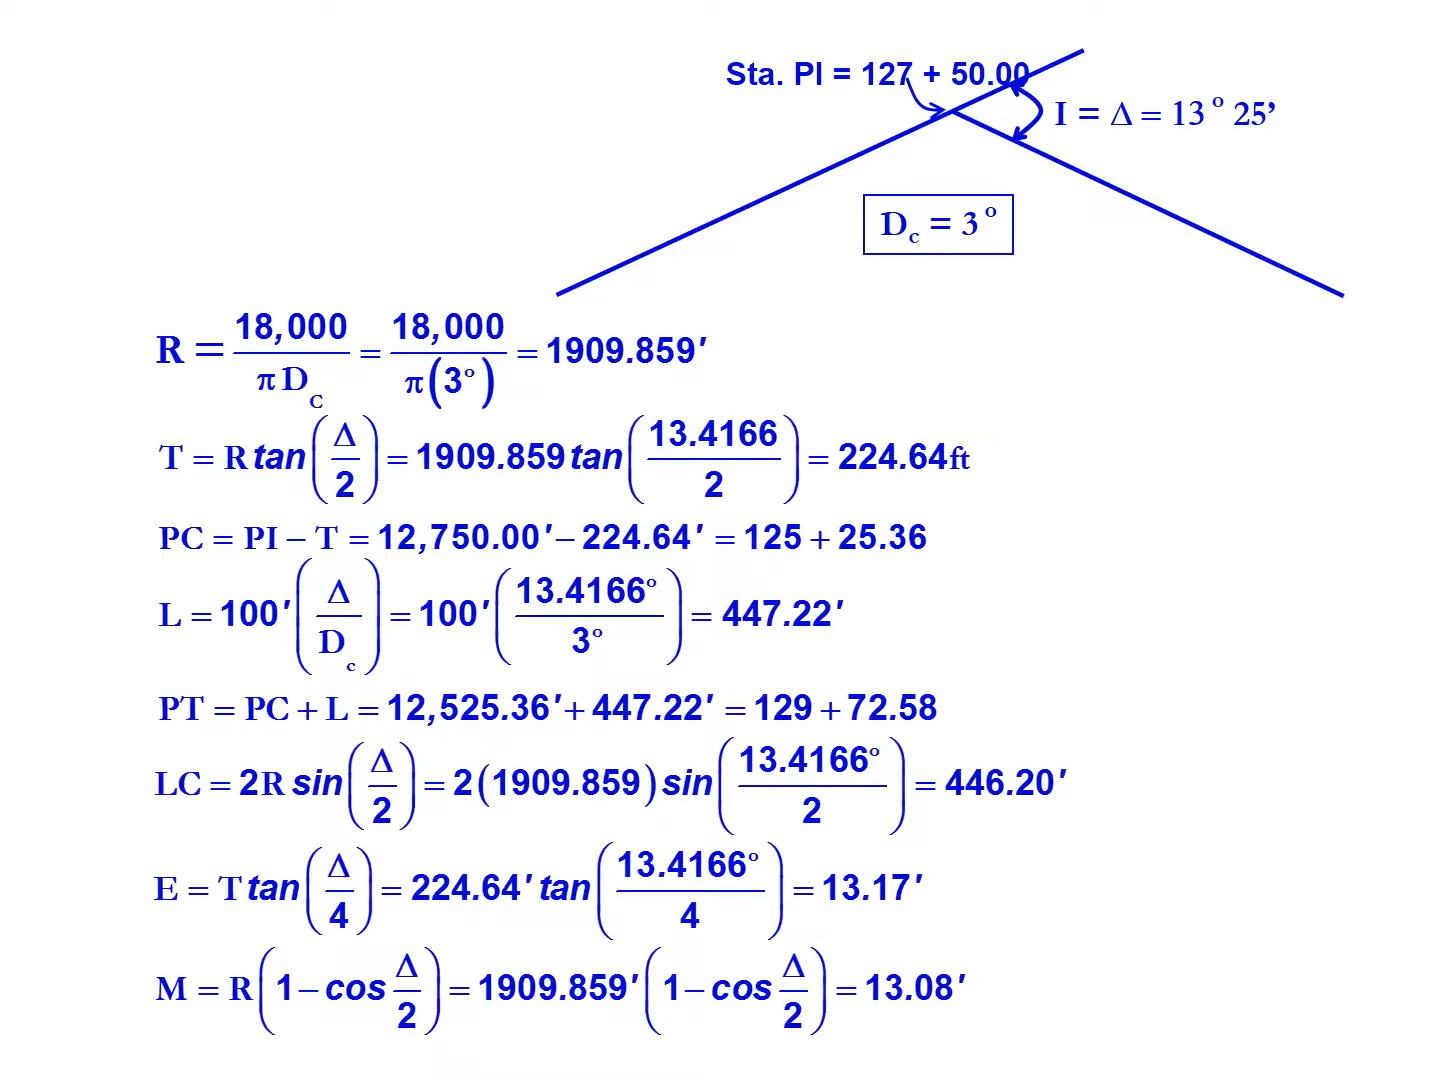 Sta. PI = 127 + 50.00
I = Δ = 13 o 25’
Dc = 3 o
R = 18,000 / π Dc = 18,000 / π(3°) = 1909.859′
T = R tan(Δ / 2) = 1909.859 tan(13.4166 / 2) = 224.64ft
PC = PI − T = 12,750.00′ − 224.64′ = 125 + 25.36
L = 100′(Δ / Dc) = 100′(13.4166° / 3°) = 447.22′
PT = PC + L = 12,525.36′ + 447.22′ = 129 + 72.58
LC = 2R sin(Δ / 2) = 2(1909.859) sin(13.4166° / 2) = 446.20′
E = T tan(Δ / 4) = 224.64′ tan(13.4166° / 4) = 13.17′
M = R(1 − cos Δ / 2) = 1909.859′(1 − cos Δ / 2) = 13.08′